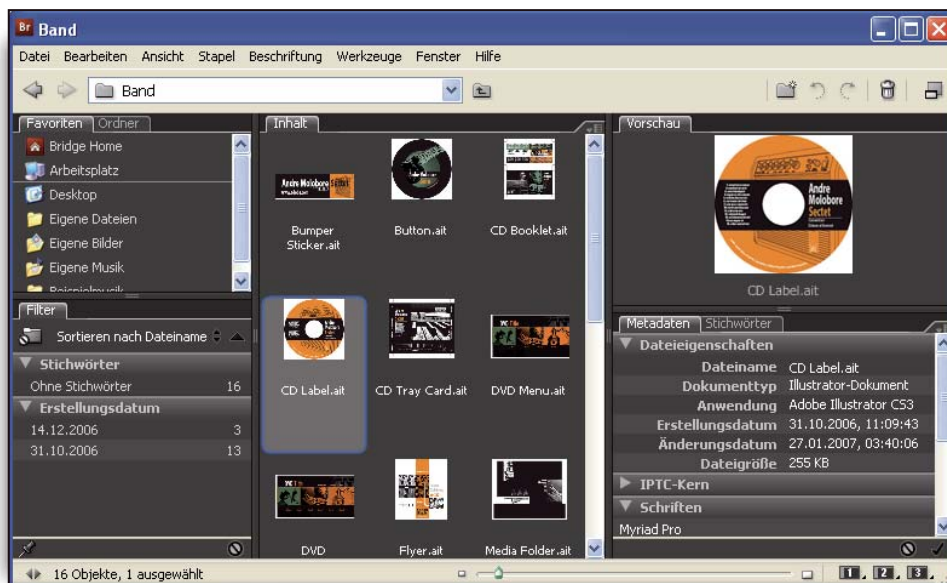 Br Band
Datei Bearbeiten Ansicht Stapel Beschriftung Werkzeuge Fenster Hilfe
Band
Favoriten Ordner
Bridge Home
Arbeitsplatz
Desktop
Eigene Dateien
Eigene Bilder
Eigene Musik
Beispielmusik
Filter
Sortieren nach Dateiname
Stichwörter
Ohne Stichwörter 16
Erstellungsdatum
14.12.2006 3
31.10.2006 13
Inhalt
Andre Molobore Sectet
Bumper Sticker.ait
Button.ait
CD Booklet.ait
CD Label.ait
CD Tray Card.ait
DVD Menu.ait
DVD
Flyer.ait
Media Folder.ait
Vorschau
Andre
Molobore
Sectet
CD Label.ait
Metadaten Stichwörter
Dateieigenschaften
Dateiname CD Label.ait
Dokumenttyp Illustrator-Dokument
Anwendung Adobe Illustrator CS3
Erstellungsdatum 31.10.2006, 11:09:43
Änderungsdatum 27.01.2007, 03:40:06
Dateigröße 255 KB
IPTC-Kern
Schriften
Myriad Pro
16 Objekte, 1 ausgewählt
1 2 3